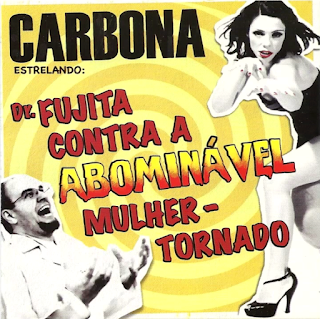 CARBONA
ESTRELANDO:
Dr. FUJITA
CONTRA A
ABOMINÁVEL
MULHER-
TORNADO